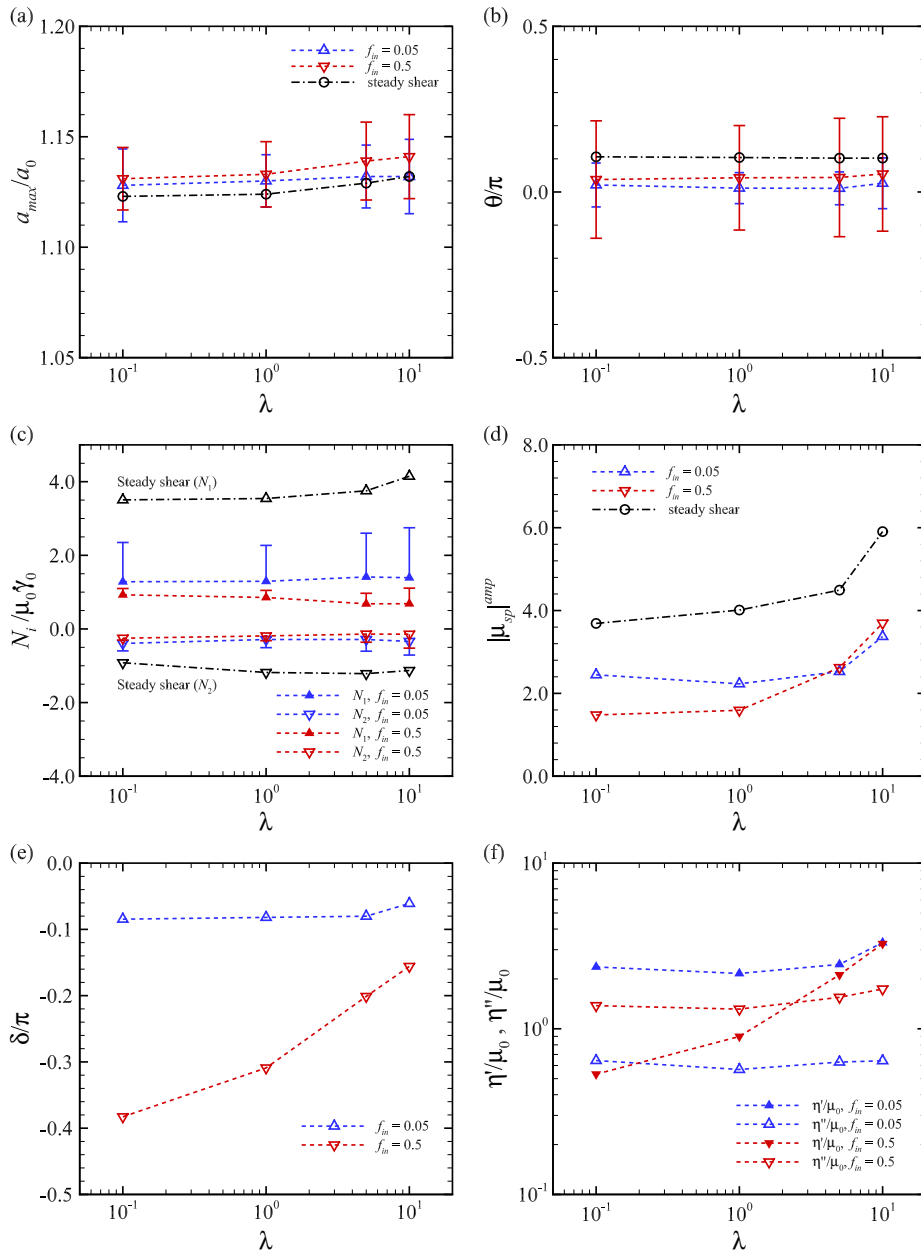 (a)
1.20
1.15
1.10
1.05
a_max/a_0
f_in = 0.05
f_in = 0.5
steady shear
10^-1
10^0
10^1
λ
(b)
0.5
0.0
-0.5
θ/π
10^-1
10^0
10^1
λ
(c)
4.0
2.0
0.0
-2.0
-4.0
N_i/μ_0γ̇_0
Steady shear (N_1)
Steady shear (N_2)
N_1, f_in = 0.05
N_2, f_in = 0.05
N_1, f_in = 0.5
N_2, f_in = 0.5
10^-1
10^0
10^1
λ
(d)
8.0
6.0
4.0
2.0
0.0
|μ_sp|^amp
f_in = 0.05
f_in = 0.5
steady shear
10^-1
10^0
10^1
λ
(e)
0.0
-0.1
-0.2
-0.3
-0.4
-0.5
δ/π
f_in = 0.05
f_in = 0.5
10^-1
10^0
10^1
λ
(f)
10^1
10^0
10^-1
η'/μ_0 , η"/μ_0
η'/μ_0, f_in = 0.05
η"/μ_0, f_in = 0.05
η'/μ_0, f_in = 0.5
η"/μ_0, f_in = 0.5
10^-1
10^0
10^1
λ